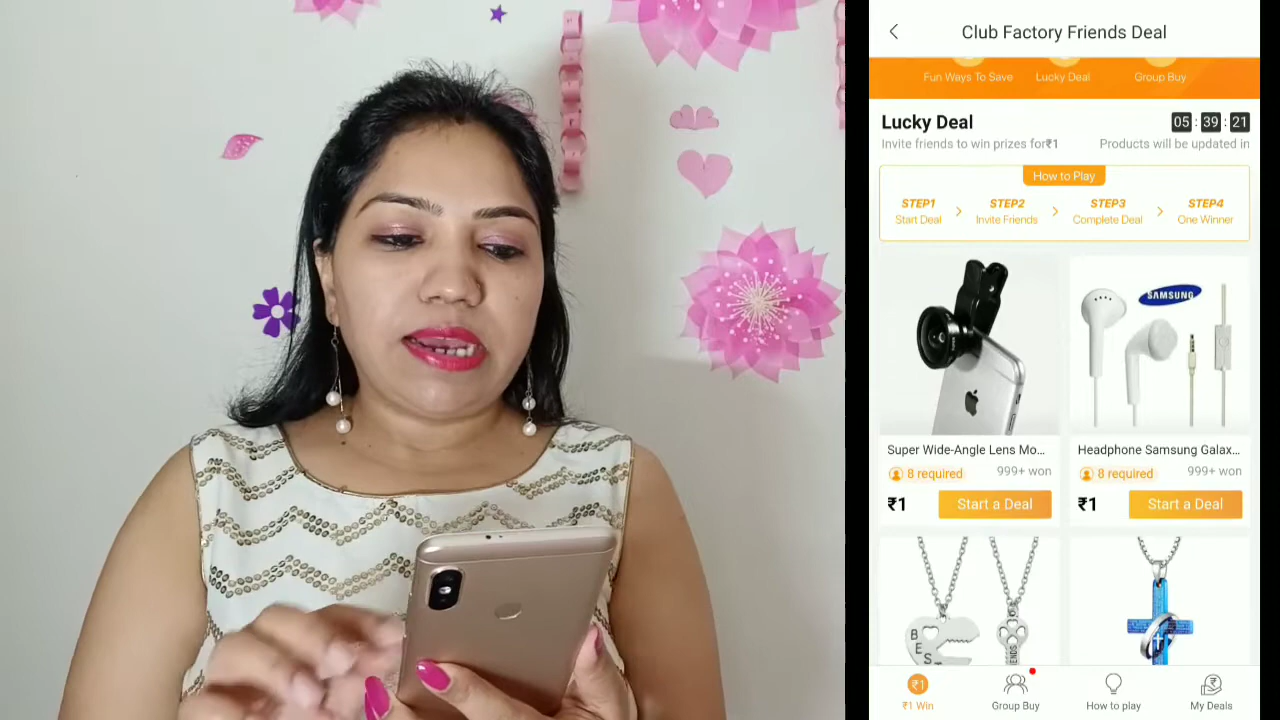 Club Factory Friends Deal
Fun Ways To Save
Lucky Deal
Group Buy
Lucky Deal
05 : 39 : 21
Invite friends to win prizes for₹1
Products will be updated in
How to Play
STEP1
STEP2
STEP3
STEP4
Start Deal
Invite Friends
Complete Deal
One Winner
SAMSUNG
Super Wide-Angle Lens Mo...
8 required
999+ won
₹1
Start a Deal
Headphone Samsung Galax...
8 required
999+ won
₹1
Start a Deal
BES
ENDS
₹1
₹1 Win
Group Buy
How to play
My Deals